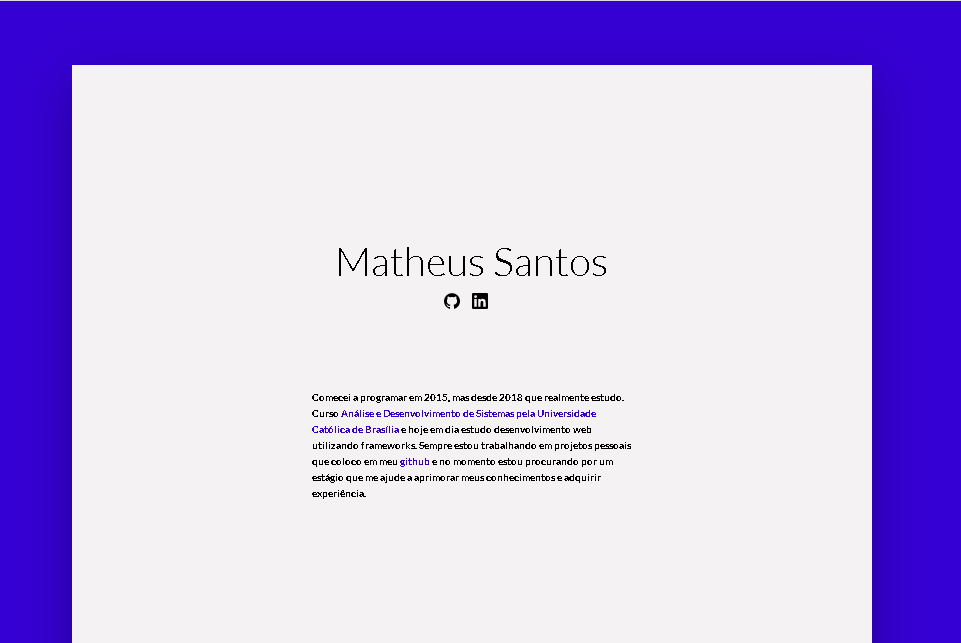 Matheus Santos
in
Comecei a programar em 2015, mas desde 2018 que realmente estudo.
Curso Análise e Desenvolvimento de Sistemas pela Universidade
Católica de Brasília e hoje em dia estudo desenvolvimento web
utilizando frameworks. Sempre estou trabalhando em projetos pessoais
que coloco em meu github e no momento estou procurando por um
estágio que me ajude a aprimorar meus conhecimentos e adquirir
experiência.